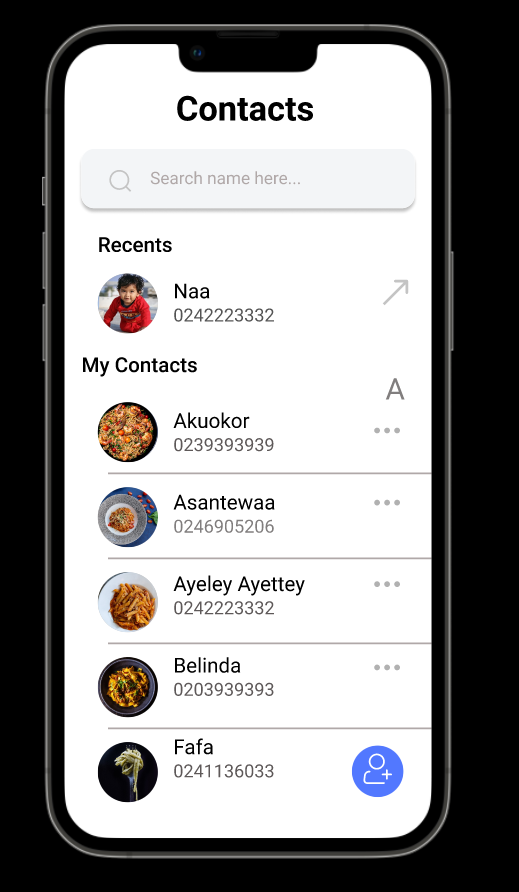 Contacts
Search name here...
Recents
Naa
0242223332
My Contacts
A
Akuokor
0239393939
Asantewaa
0246905206
Ayeley Ayettey
0242223332
Belinda
0203939393
Fafa
0241136033